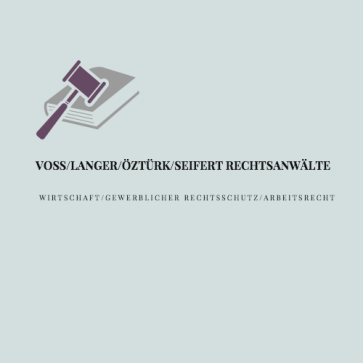 VOSS/LANGER/ÖZTÜRK/SEIFERT RECHTSANWÄLTE
WIRTSCHAFT/GEWERBLICHER RECHTSSCHUTZ/ARBEITSRECHT